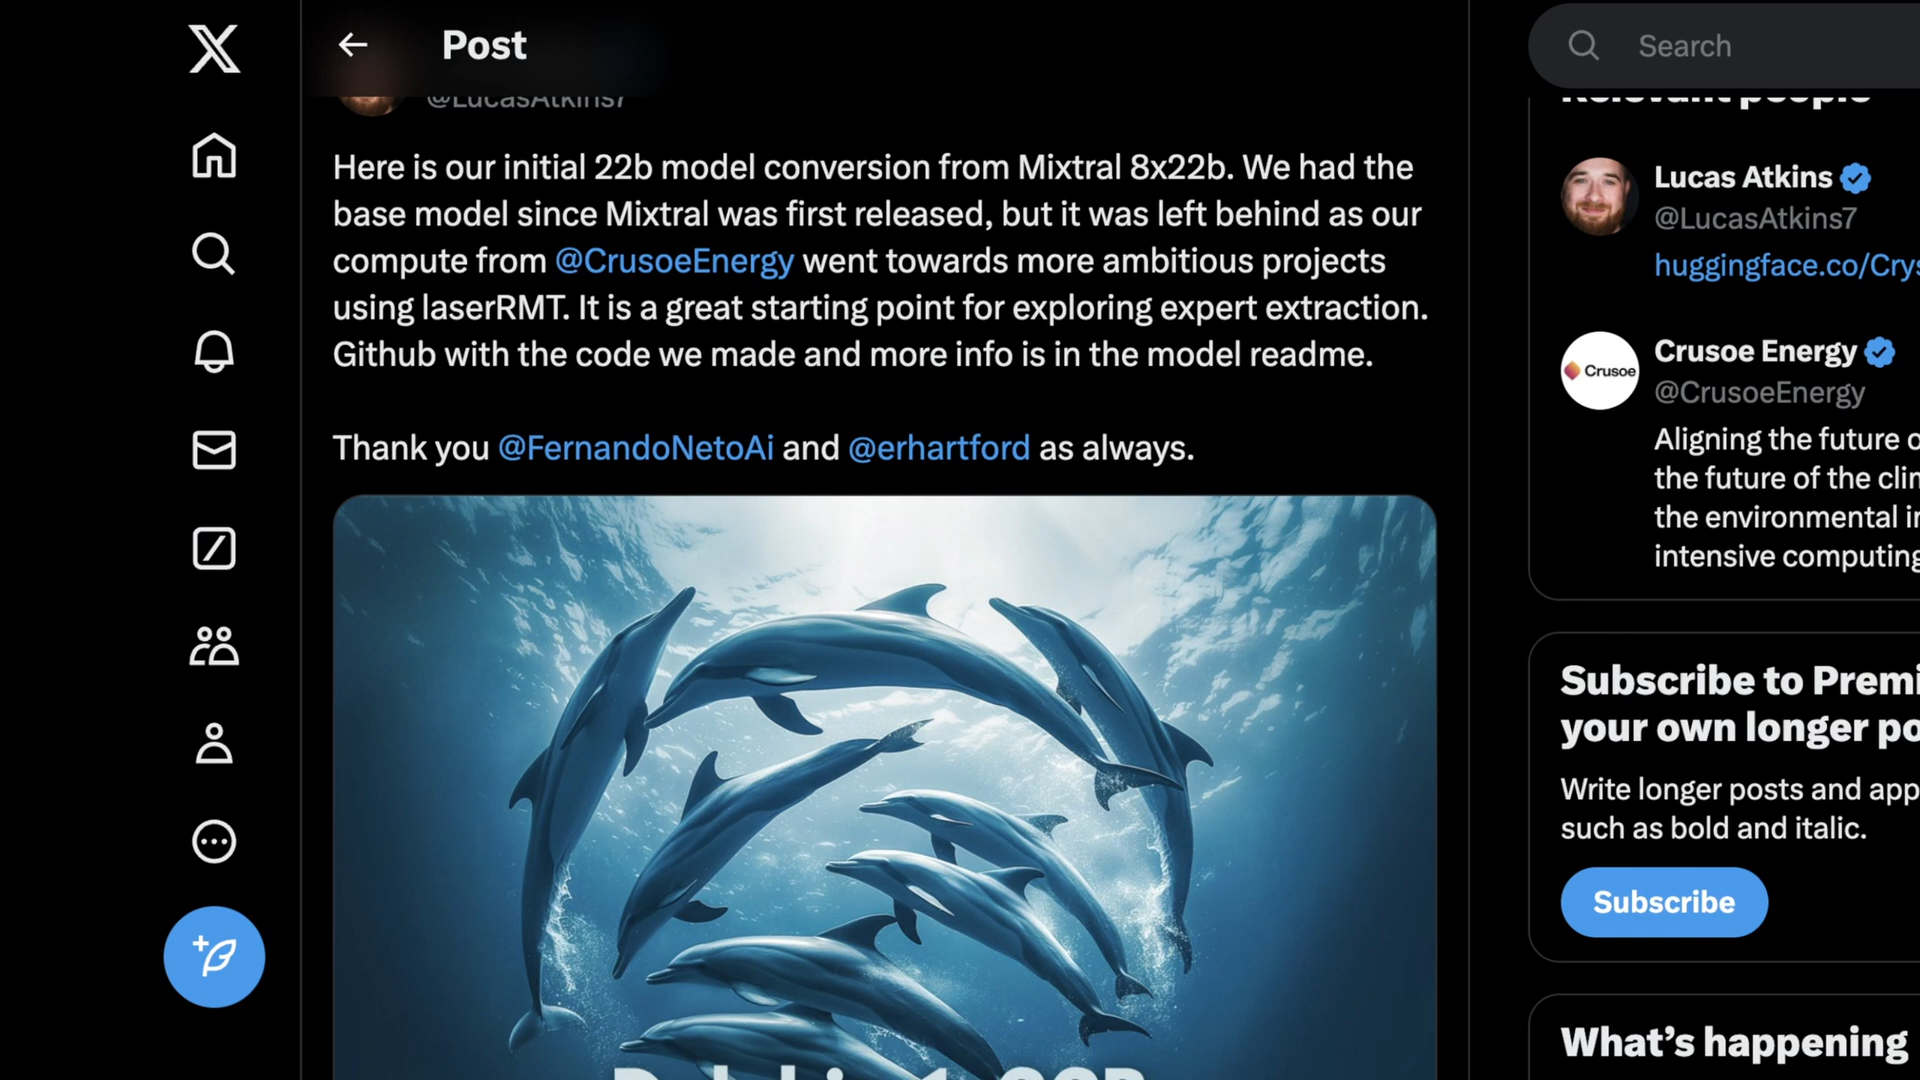 Post
Search
@LucasAtkins7
Relevant people
Here is our initial 22b model conversion from Mixtral 8x22b. We had the
base model since Mixtral was first released, but it was left behind as our
compute from @CrusoeEnergy went towards more ambitious projects
using laserRMT. It is a great starting point for exploring expert extraction.
Github with the code we made and more info is in the model readme.
Thank you @FernandoNetoAi and @erhartford as always.
Lucas Atkins
@LucasAtkins7
huggingface.co/Crys
Crusoe
Crusoe Energy
@CrusoeEnergy
Aligning the future o
the future of the clim
the environmental i
intensive computing
Subscribe to Premi
your own longer po
Write longer posts and app
such as bold and italic.
Subscribe
What's happening